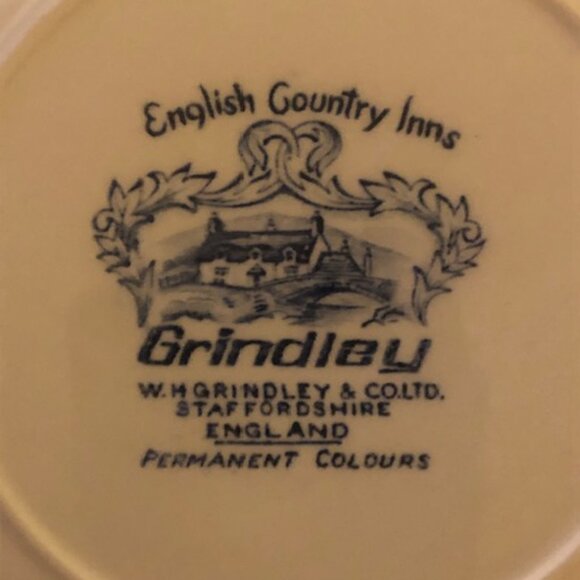 English Country Inns
Grindley
W.H GRINDLEY & CO.LTD.
STAFFORDSHIRE
ENGLAND
PERMANENT COLOURS